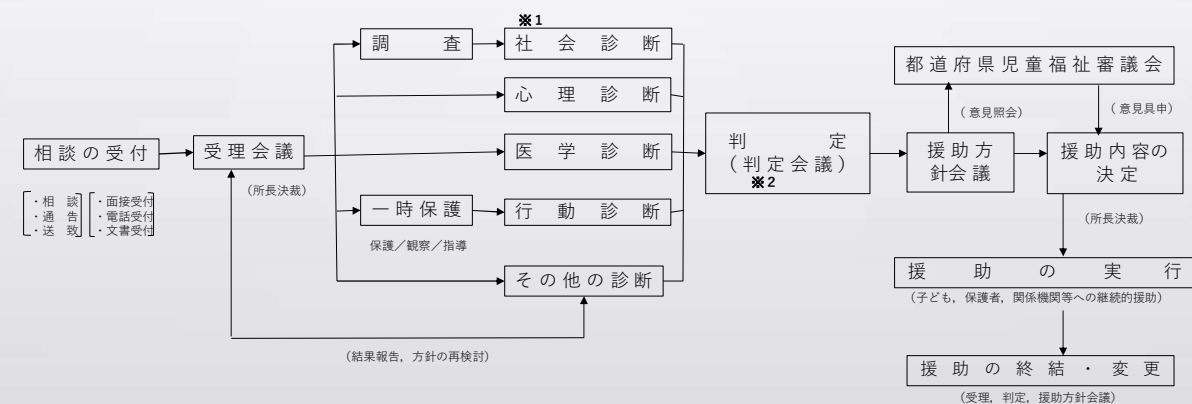 ※1
調査
社会診断
都道府県児童福祉審議会
心理診断
(意見照会)
(意見具申)
相談の受付
受理会議
医学診断
判定
(判定会議)
※2
援助方
針会議
援助内容の
決定
(所長決裁)
・相談
・通告
・送致
・面接受付
・電話受付
・文書受付
一時保護
行動診断
(所長決裁)
保護/観察/指導
その他の診断
援助の実行
(子ども,保護者,関係機関等への継続的援助)
(結果報告,方針の再検討)
援助の終結・変更
(受理,判定,援助方針会議)